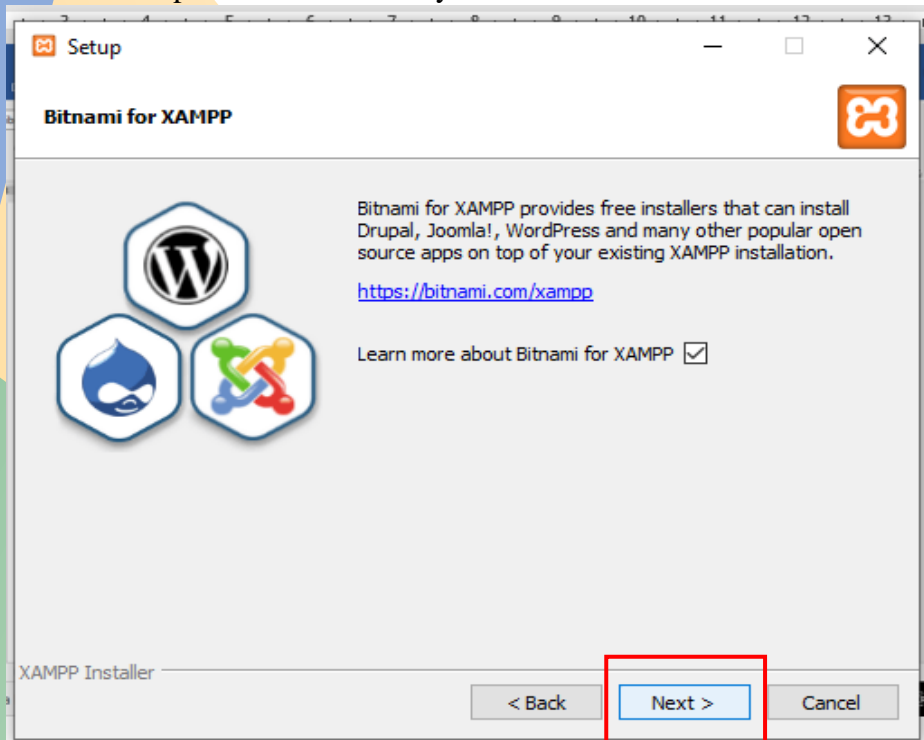 Setup
Bitnami for XAMPP
Bitnami for XAMPP provides free installers that can install
Drupal, Joomla!, WordPress and many other popular open
source apps on top of your existing XAMPP installation.
https://bitnami.com/xampp
Learn more about Bitnami for XAMPP
XAMPP Installer
< Back
Next >
Cancel